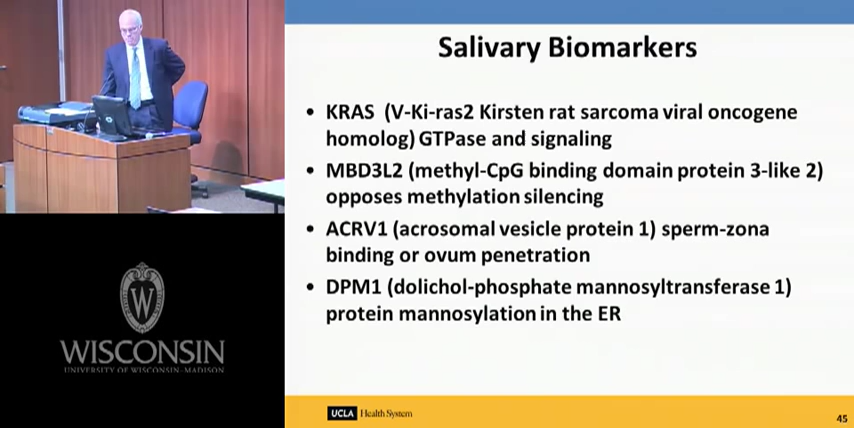 Salivary Biomarkers
• KRAS (V-Ki-ras2 Kirsten rat sarcoma viral oncogene
homolog) GTPase and signaling
• MBD3L2 (methyl-CpG binding domain protein 3-like 2)
opposes methylation silencing
• ACRV1 (acrosomal vesicle protein 1) sperm-zona
binding or ovum penetration
• DPM1 (dolichol-phosphate mannosyltransferase 1)
protein mannosylation in the ER
W
WISCONSIN
UNIVERSITY OF WISCONSIN-MADISON
UCLA Health System
45